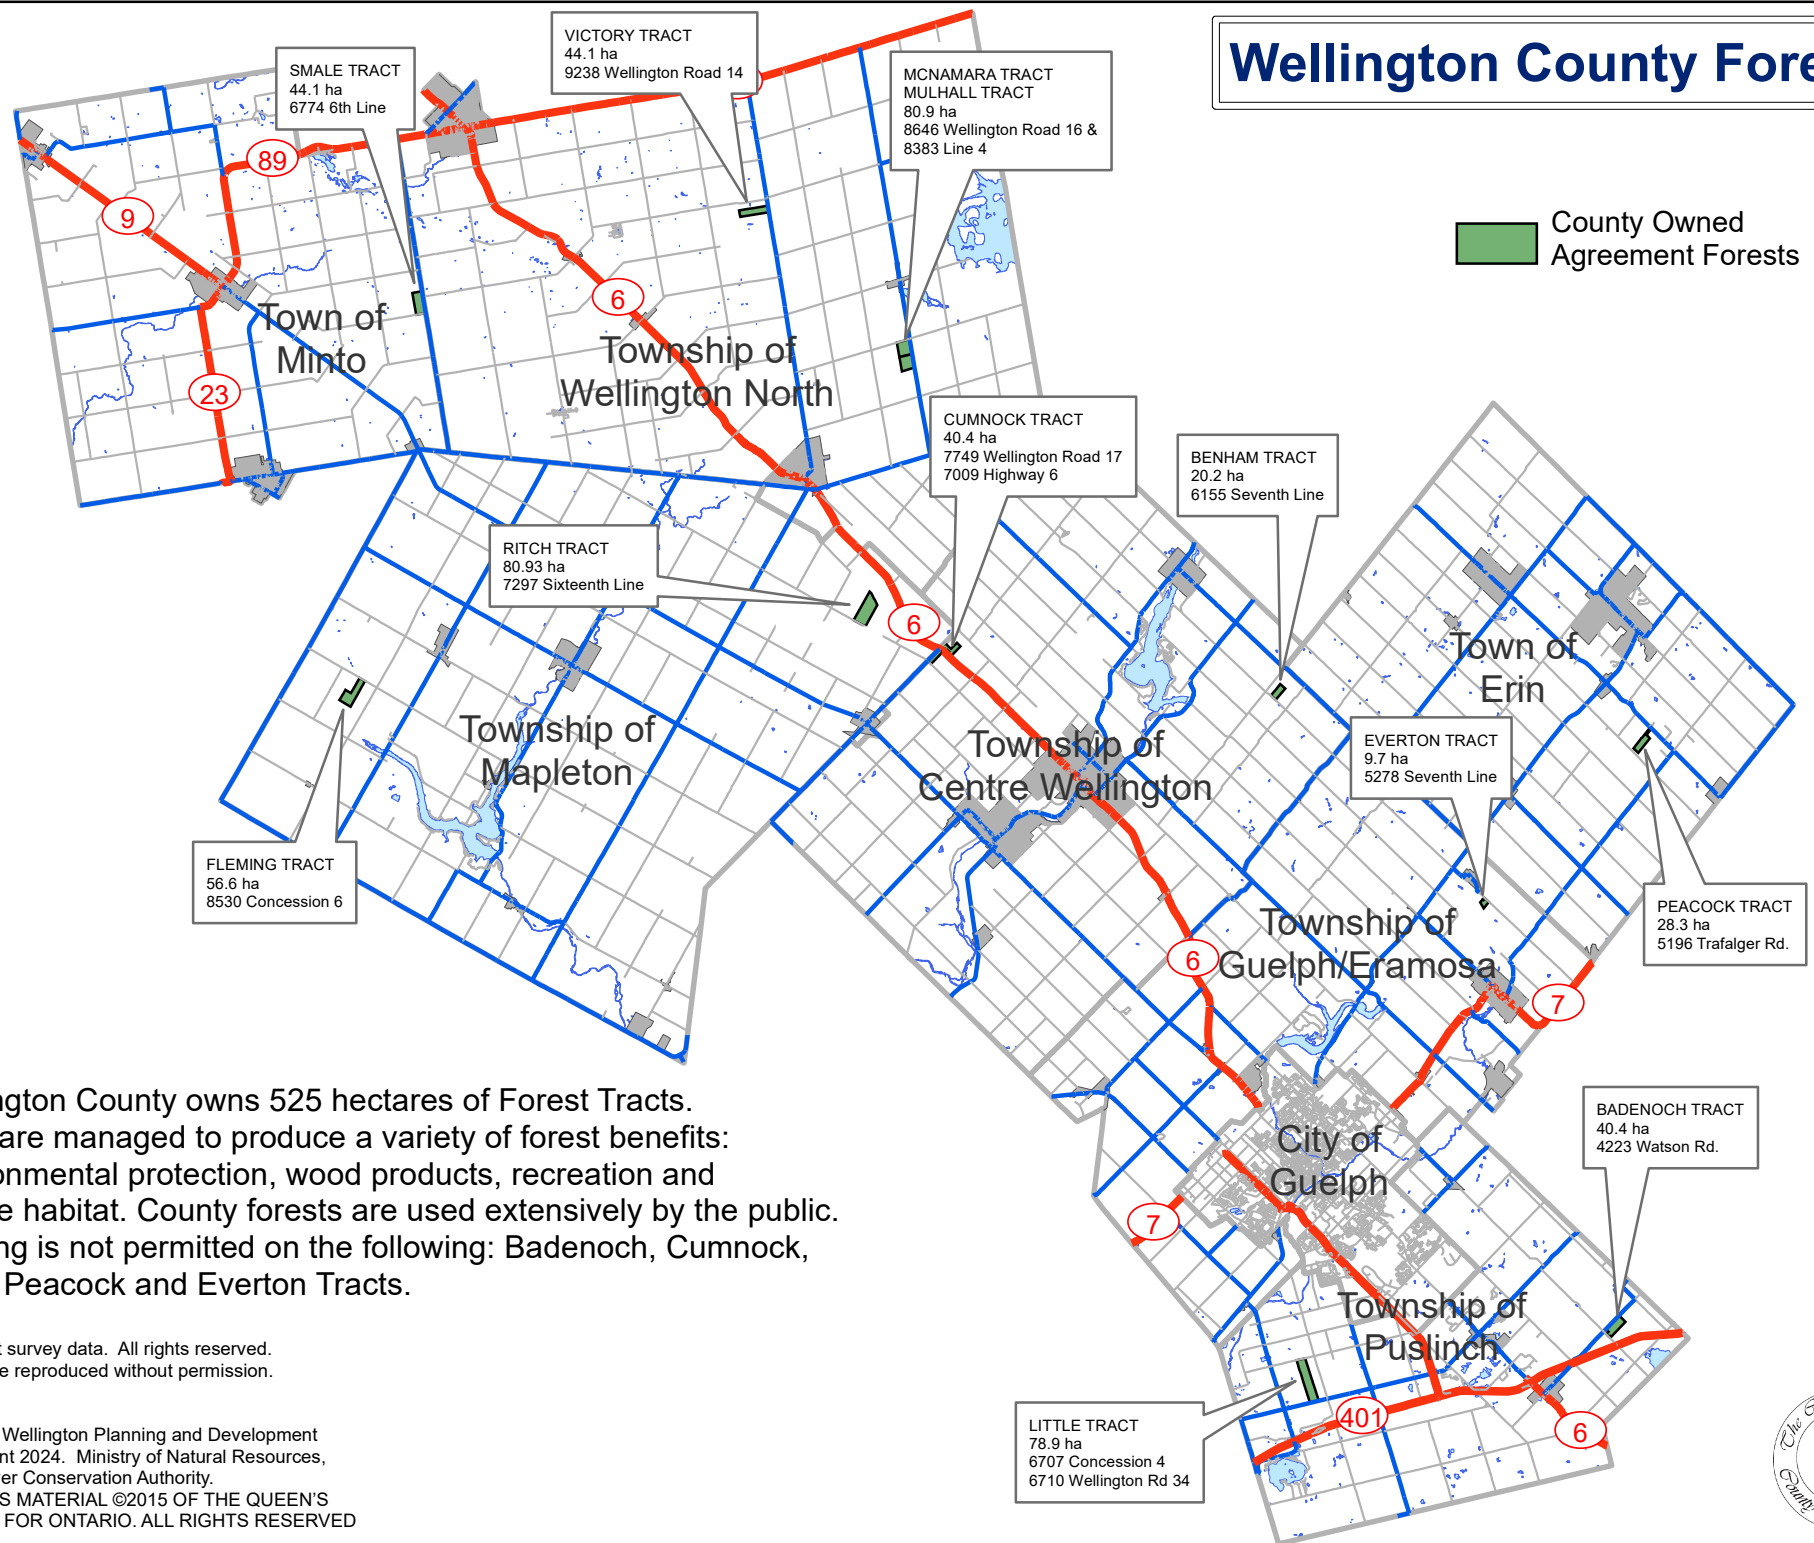 Wellington County Fore
SMALE TRACT
44.1 ha
6774 6th Line
VICTORY TRACT
44.1 ha
9238 Wellington Road 14
MCNAMARA TRACT
MULHALL TRACT
80.9 ha
8646 Wellington Road 16 &
8383 Line 4
County Owned
Agreement Forests
89
9
6
23
Town of
Minto
Township of
Wellington North
CUMNOCK TRACT
40.4 ha
7749 Wellington Road 17
7009 Highway 6
BENHAM TRACT
20.2 ha
6155 Seventh Line
RITCH TRACT
80.93 ha
7297 Sixteenth Line
6
Town of
Erin
Township of
Mapleton
Township of
Centre Wellington
EVERTON TRACT
9.7 ha
5278 Seventh Line
FLEMING TRACT
56.6 ha
8530 Concession 6
PEACOCK TRACT
28.3 ha
5196 Trafalger Rd.
Township of
Guelph/Eramosa
6
7
ngton County owns 525 hectares of Forest Tracts.
are managed to produce a variety of forest benefits:
onmental protection, wood products, recreation and
e habitat. County forests are used extensively by the public.
ng is not permitted on the following: Badenoch, Cumnock,
Peacock and Everton Tracts.
BADENOCH TRACT
40.4 ha
4223 Watson Rd.
City of
Guelph
7
Township of
Puslinch
LITTLE TRACT
78.9 ha
6707 Concession 4
6710 Wellington Rd 34
401
6
t survey data. All rights reserved.
e reproduced without permission.
Wellington Planning and Development
nt 2024. Ministry of Natural Resources,
er Conservation Authority.
S MATERIAL ©2015 OF THE QUEEN'S
FOR ONTARIO. ALL RIGHTS RESERVED
The
County